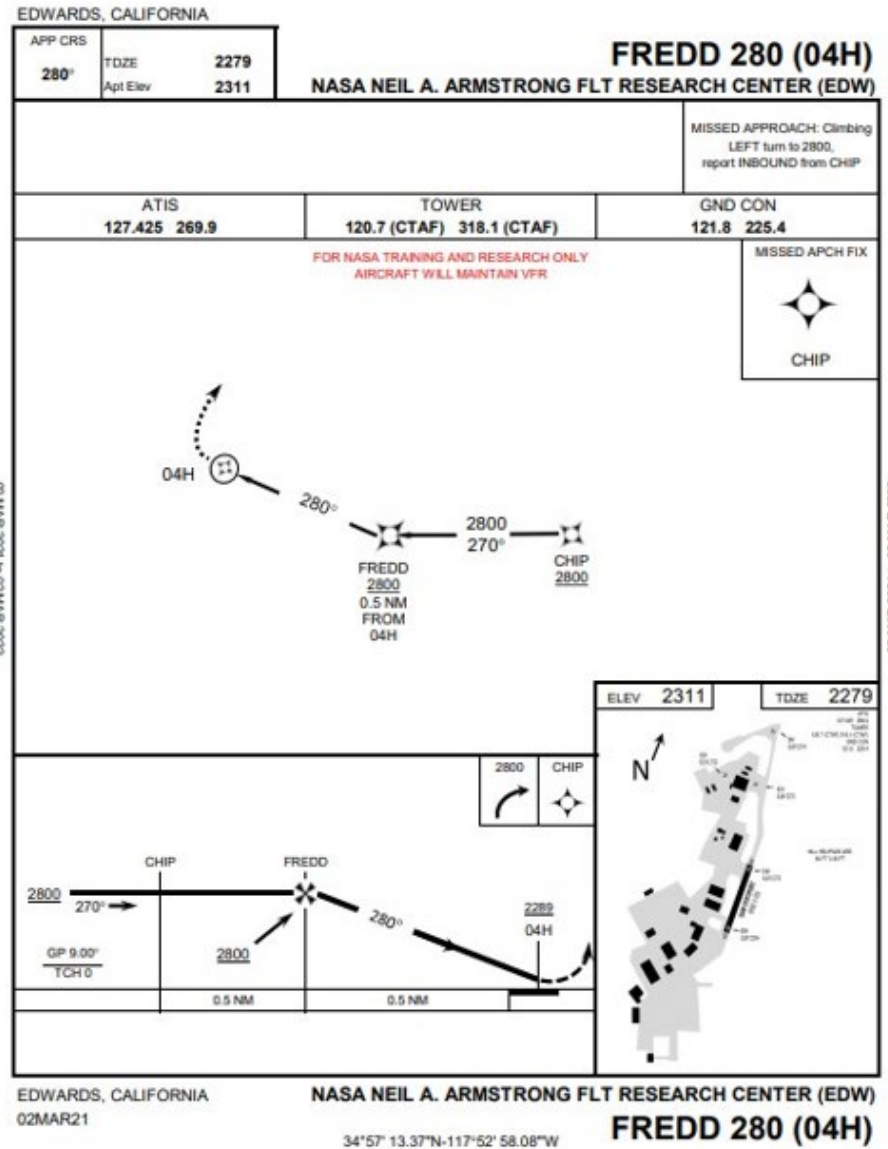 EDWARDS, CALIFORNIA
APP CRS
280°
TDZE 2279
Apt Elev 2311
FREDD 280 (04H)
NASA NEIL A. ARMSTRONG FLT RESEARCH CENTER (EDW)
MISSED APPROACH: Climbing
LEFT turn to 2800,
report INBOUND from CHIP
ATIS
127.425 269.9
TOWER
120.7 (CTAF) 318.1 (CTAF)
GND CON
121.8 225.4
FOR NASA TRAINING AND RESEARCH ONLY
AIRCRAFT WILL MAINTAIN VFR
MISSED APCH FIX
CHIP
04H
280°
2800
270°
FREDD
2800
0.5 NM
FROM
04H
CHIP
2800
ELEV 2311
TDZE 2279
N
2800
CHIP
CHIP
FREDD
2800
270°
280°
2289
04H
GP 9.00°
TCH 0
2800
0.5 NM
0.5 NM
EDWARDS, CALIFORNIA
02MAR21
NASA NEIL A. ARMSTRONG FLT RESEARCH CENTER (EDW)
FREDD 280 (04H)
34°57' 13.37"N-117°52' 58.08"W